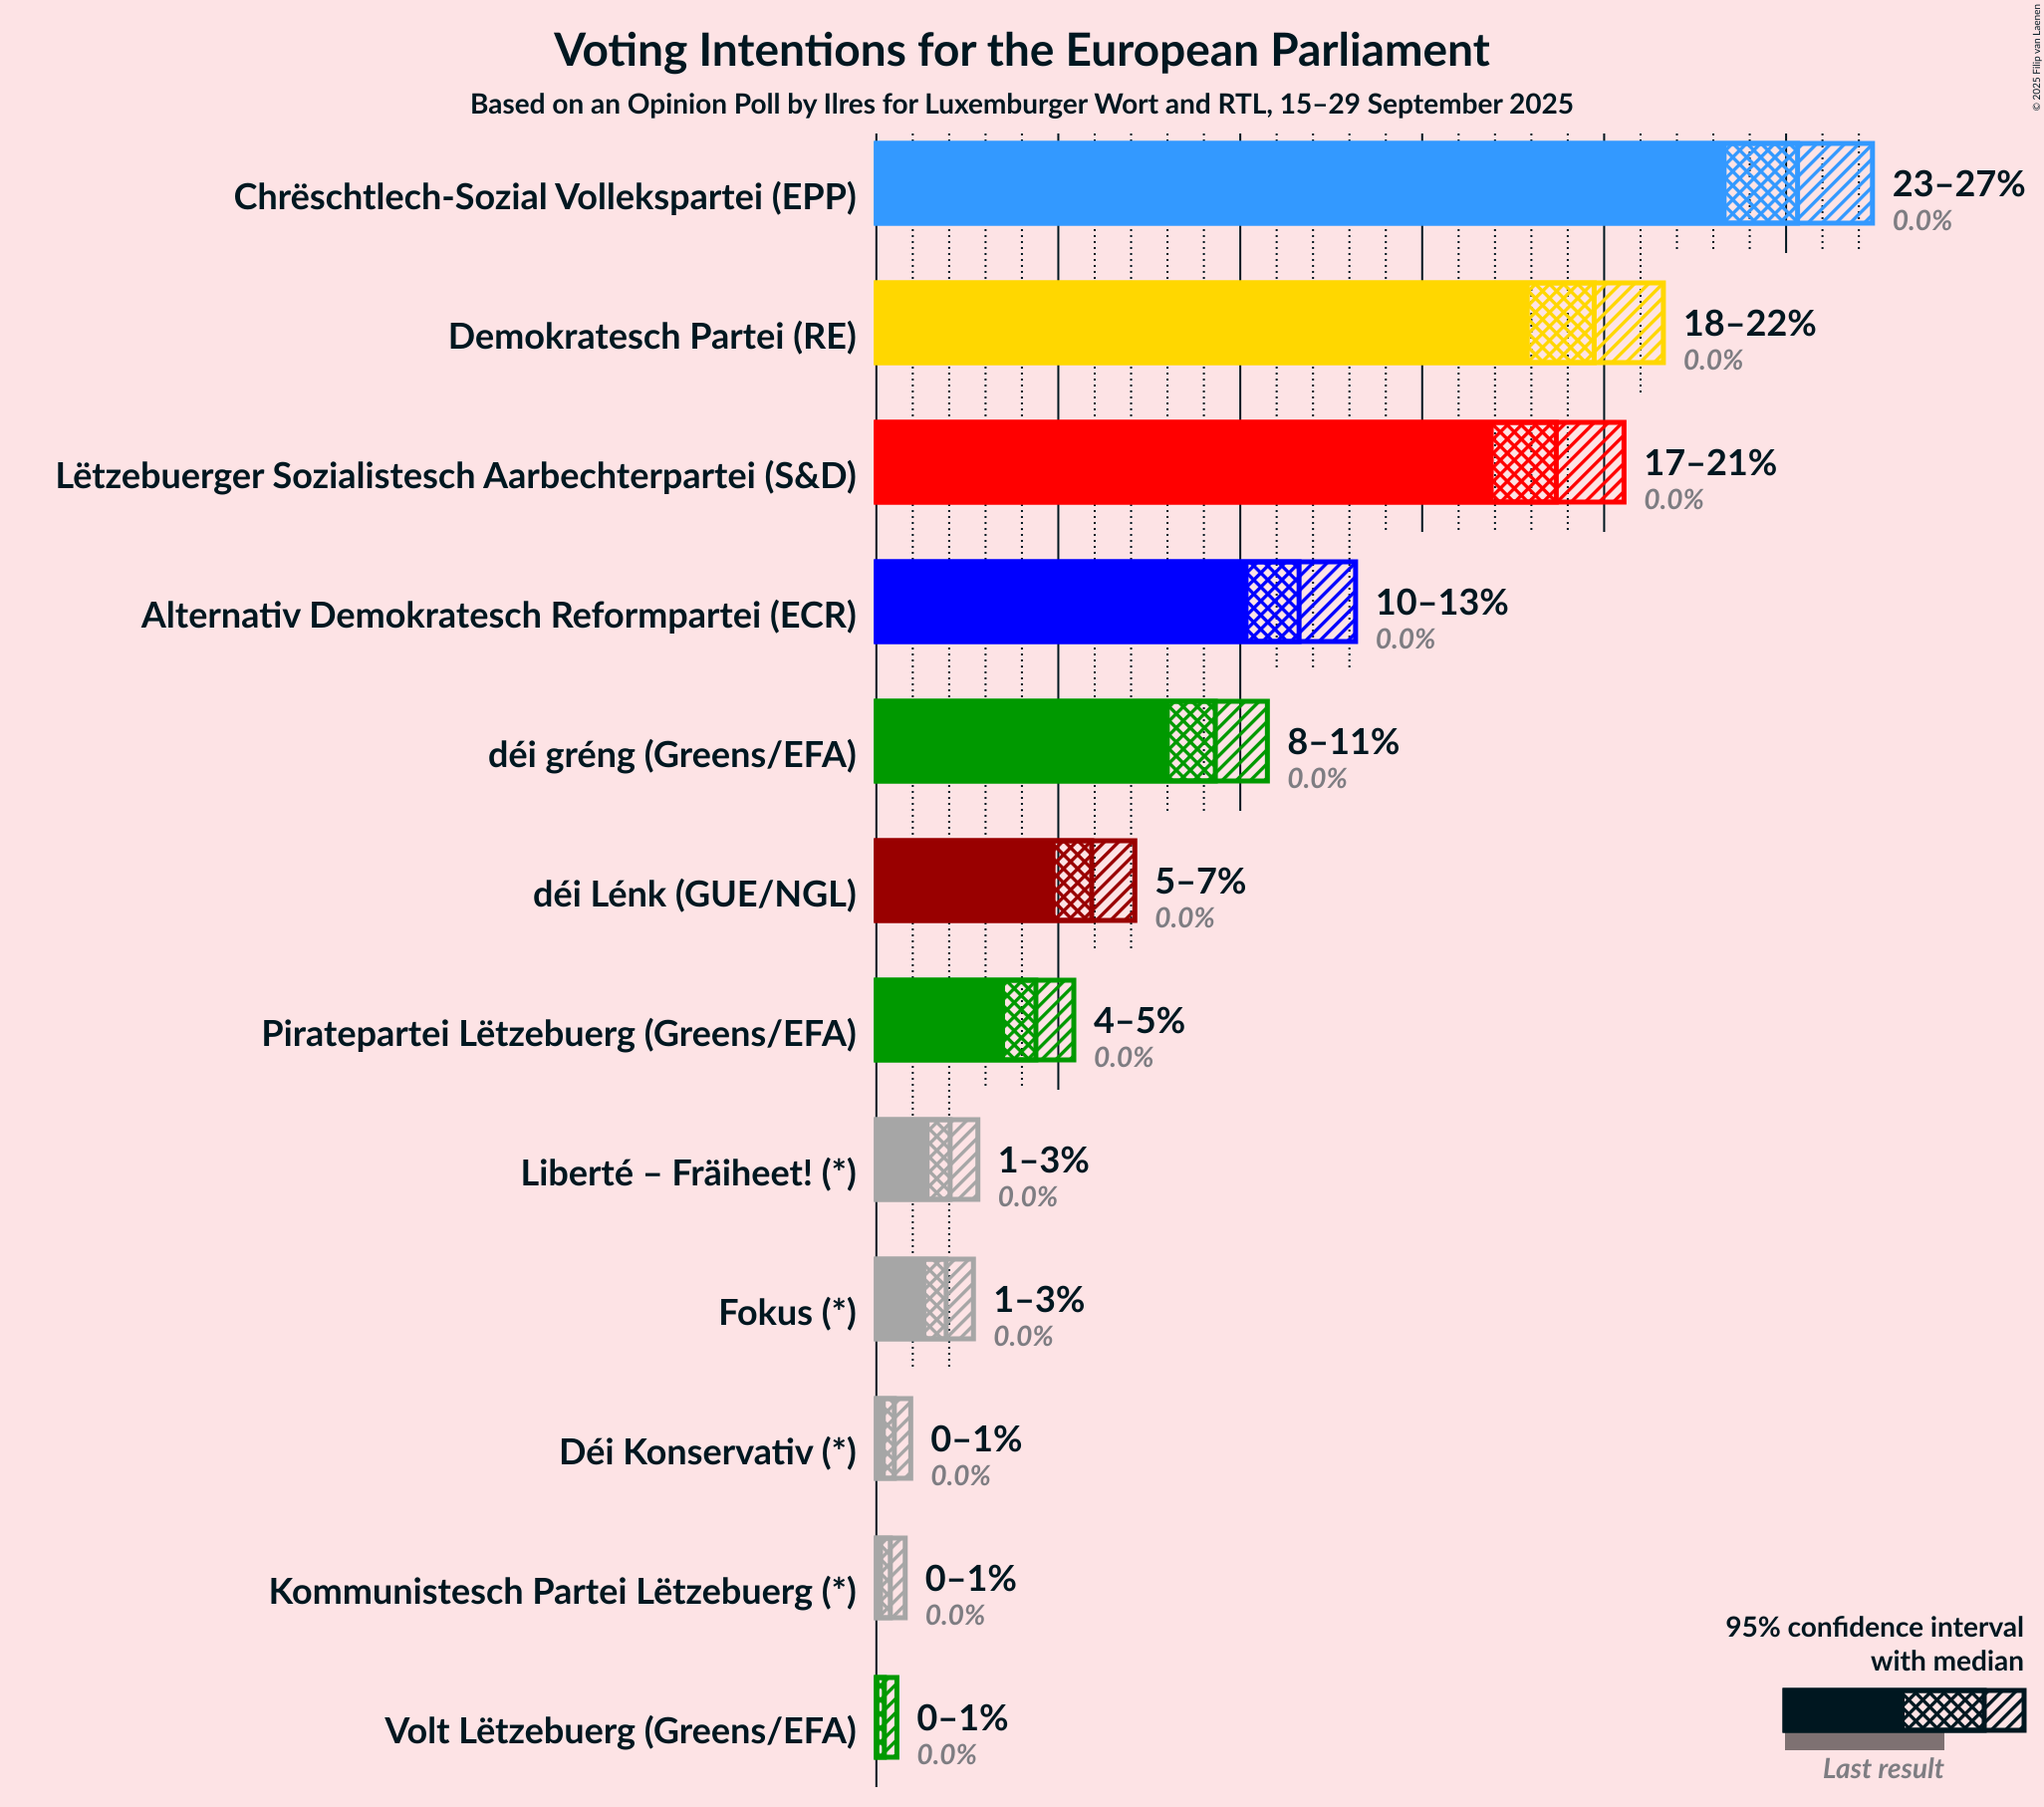 Voting Intentions for the European Parliament
Based on an Opinion Poll by Ilres for Luxemburger Wort and RTL, 15–29 September 2025
© 2025 Filip van Laenen
Chrëschtlech-Sozial Vollekspartei (EPP)
23–27%
0.0%
Demokratesch Partei (RE)
18–22%
0.0%
Lëtzebuerger Sozialistesch Aarbechterpartei (S&D)
17–21%
0.0%
Alternativ Demokratesch Reformpartei (ECR)
10–13%
0.0%
déi gréng (Greens/EFA)
8–11%
0.0%
déi Lénk (GUE/NGL)
5–7%
0.0%
Piratepartei Lëtzebuerg (Greens/EFA)
4–5%
0.0%
Liberté – Fräiheet! (*)
1–3%
0.0%
Fokus (*)
1–3%
0.0%
Déi Konservativ (*)
0–1%
0.0%
Kommunistesch Partei Lëtzebuerg (*)
0–1%
0.0%
Volt Lëtzebuerg (Greens/EFA)
0–1%
0.0%
95% confidence interval
with median
Last result